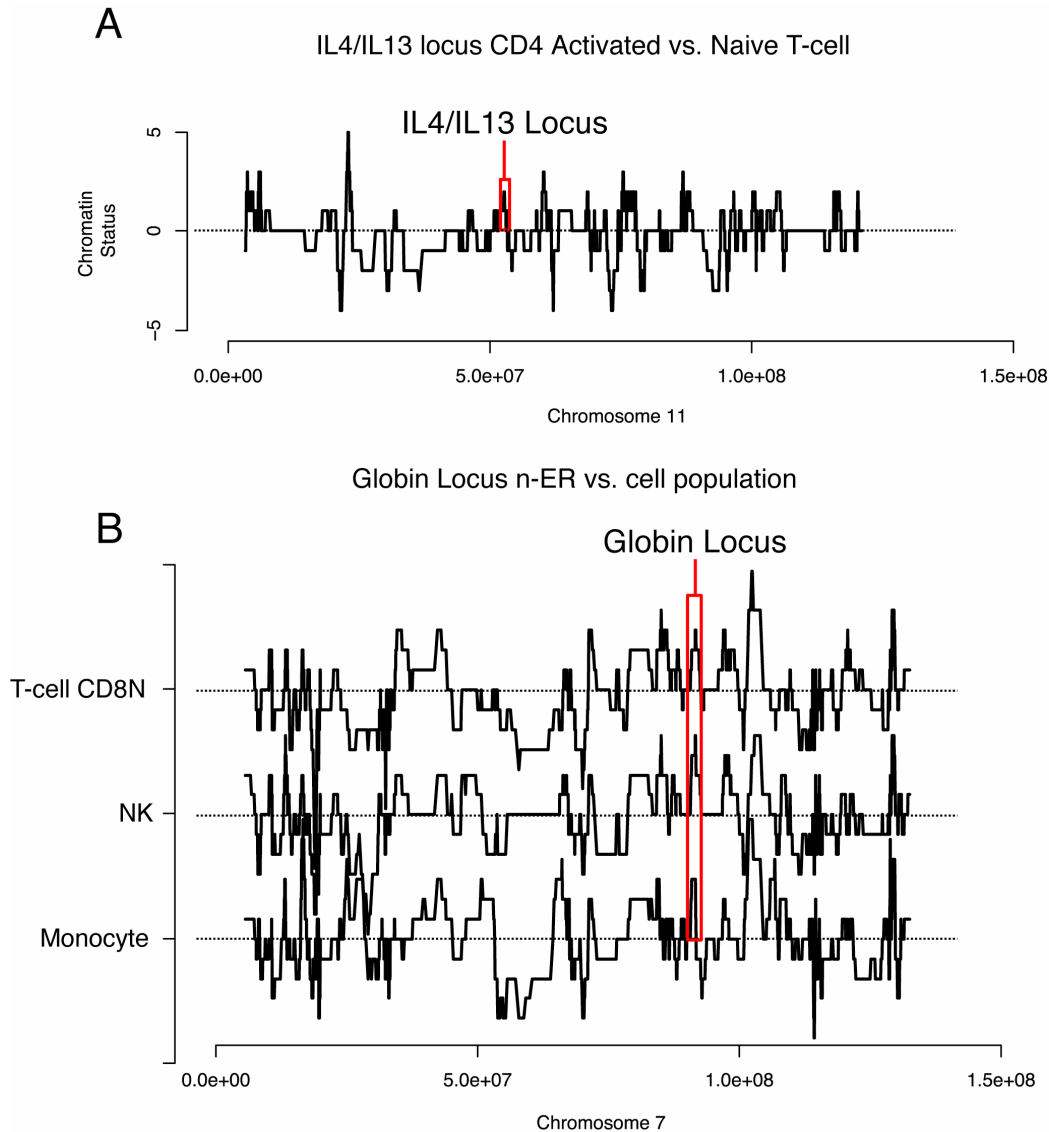 A
IL4/IL13 locus CD4 Activated vs. Naive T-cell
IL4/IL13 Locus
Chromatin
Status
5
0
−5
0.0e+00 5.0e+07 1.0e+08 1.5e+08
Chromosome 11
Globin Locus n-ER vs. cell population
B
Globin Locus
T-cell CD8N
NK
Monocyte
0.0e+00 5.0e+07 1.0e+08 1.5e+08
Chromosome 7